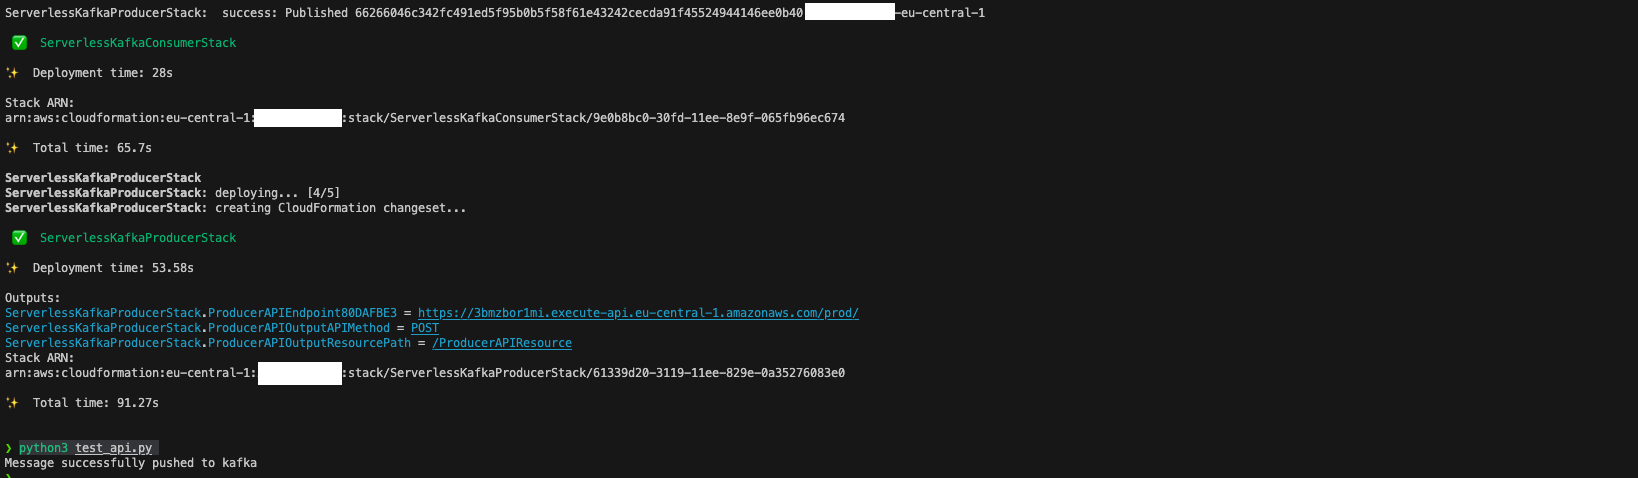 ServerlessKafkaProducerStack:  success: Published 66266046c342fc491ed5f95b0b5f58f61e43242cecda91f45524944146ee0b40 -eu-central-1
✅  ServerlessKafkaConsumerStack
✨  Deployment time: 28s
Stack ARN:
arn:aws:cloudformation:eu-central-1: :stack/ServerlessKafkaConsumerStack/9e0b8bc0-30fd-11ee-8e9f-065fb96ec674
✨  Total time: 65.7s
ServerlessKafkaProducerStack
ServerlessKafkaProducerStack: deploying... [4/5]
ServerlessKafkaProducerStack: creating CloudFormation changeset...
✅  ServerlessKafkaProducerStack
✨  Deployment time: 53.58s
Outputs:
ServerlessKafkaProducerStack.ProducerAPIEndpoint80DAFBE3 = https://3bmzbor1mi.execute-api.eu-central-1.amazonaws.com/prod/
ServerlessKafkaProducerStack.ProducerAPIOutputAPIMethod = POST
ServerlessKafkaProducerStack.ProducerAPIOutputResourcePath = /ProducerAPIResource
Stack ARN:
arn:aws:cloudformation:eu-central-1: :stack/ServerlessKafkaProducerStack/61339d20-3119-11ee-829e-0a35276083e0
✨  Total time: 91.27s
❯ python3 test_api.py
Message successfully pushed to kafka
❯